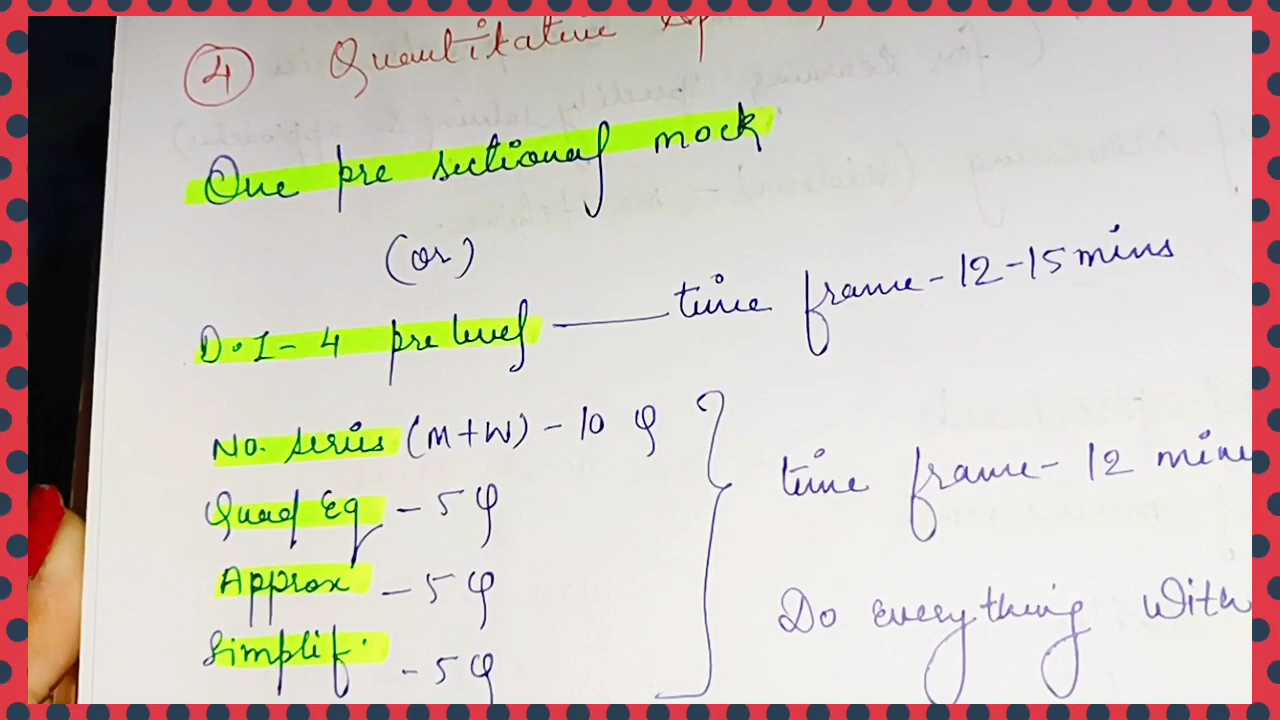 4 Quantitative
One pre sectional mock
(or)
D.I - 4 pre level —— time frame - 12-15 mins
No. series (M+W) - 10 Q
Quad Eq - 5 Q
time frame - 12 mins
Approx - 5 Q
Do everything with
Simplif. - 5 Q